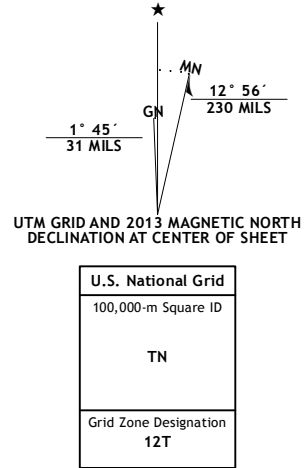 ★
MN
GN
12° 56´
230 MILS
1° 45´
31 MILS
UTM GRID AND 2013 MAGNETIC NORTH
DECLINATION AT CENTER OF SHEET
U.S. National Grid
100,000-m Square ID
TN
Grid Zone Designation
12T